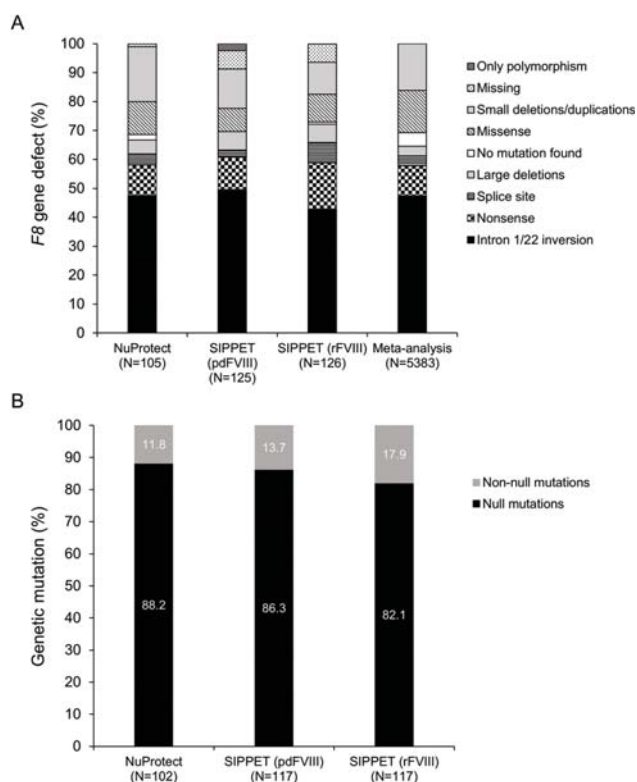 A
100
90
80
70
60
50
40
30
20
10
0
F8 gene defect (%)
NuProtect
(N=105)
SIPPET
(pdFVIII)
(N=125)
SIPPET (rFVIII)
(N=126)
Meta-analysis
(N=5383)
Only polymorphism
Missing
Small deletions/duplications
Missense
No mutation found
Large deletions
Splice site
Nonsense
Intron 1/22 inversion
B
100
90
80
70
60
50
40
30
20
10
0
Genetic mutation (%)
11.8
13.7
17.9
88.2
86.3
82.1
NuProtect
(N=102)
SIPPET (pdFVIII)
(N=117)
SIPPET (rFVIII)
(N=117)
Non-null mutations
Null mutations